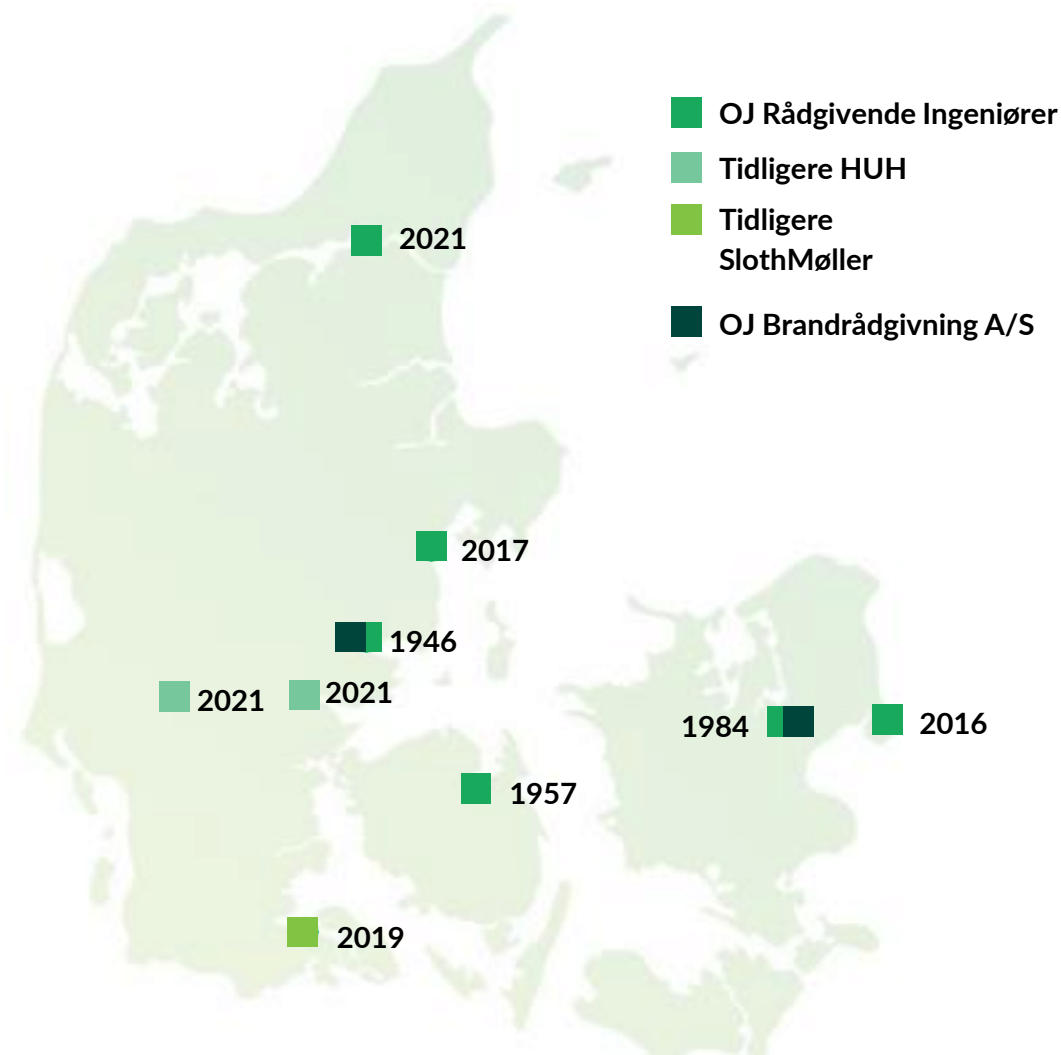 OJ Rådgivende Ingeniører
Tidligere HUH
Tidligere
SlothMøller
OJ Brandrådgivning A/S
2021
2017
1946
2021
2021
1984
2016
1957
2019